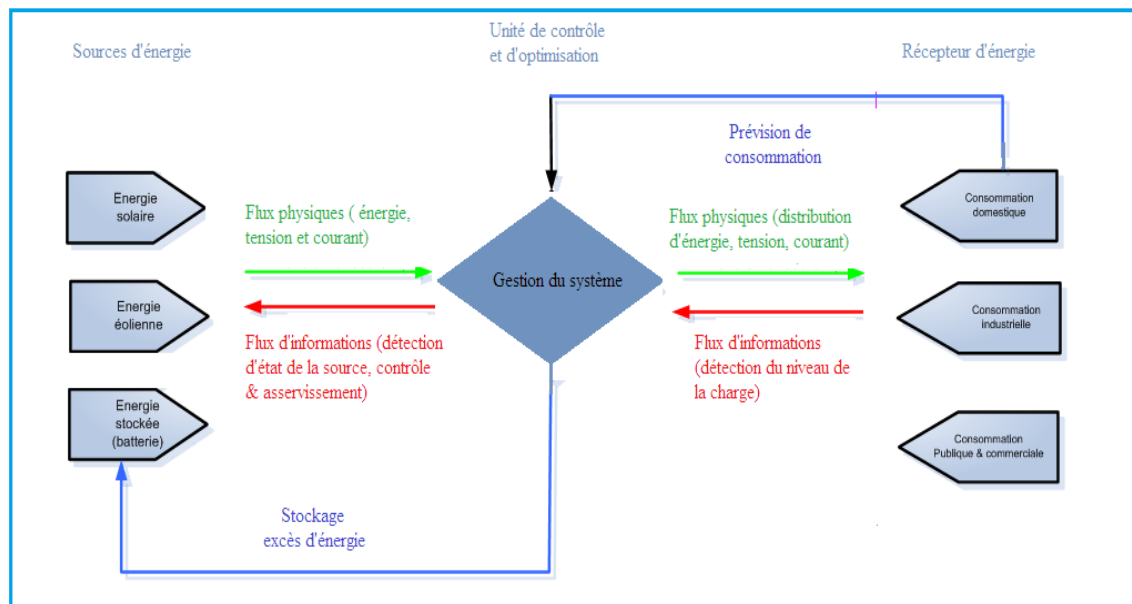 Sources d'énergie
Unité de contrôle
et d'optimisation
Récepteur d'énergie
Prévision de
consommation
Energie
solaire
Flux physiques ( énergie,
tension et courant)
Flux physiques (distribution
d'énergie, tension, courant)
Consommation
domestique
Gestion du système
Energie
éolienne
Flux d'informations (détection
d'état de la source, contrôle
& asservissement)
Flux d'informations
(détection du niveau de
la charge)
Consommation
industrielle
Energie
stockée
(batterie)
Consommation
Publique & commerciale
Stockage
excès d'énergie